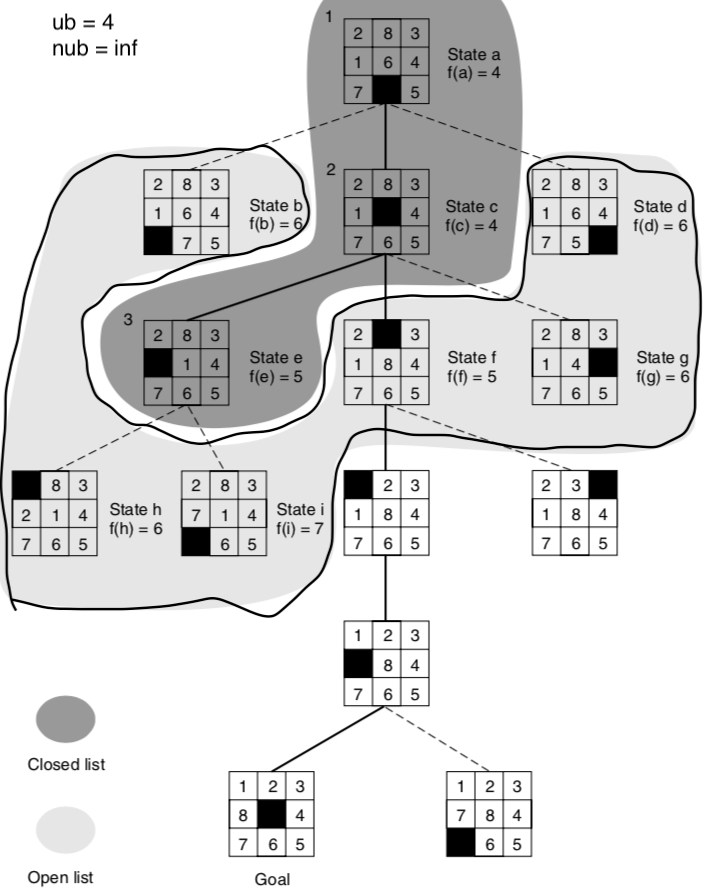 ub = 4
nub = inf
1
2 8 3
1 6 4
7 5
State a
f(a) = 4
2 8 3
1 6 4
7 5
State b
f(b) = 6
2
2 8 3
1 4
7 6 5
State c
f(c) = 4
2 8 3
1 6 4
7 5
State d
f(d) = 6
3
2 8 3
1 4
7 6 5
State e
f(e) = 5
2 3
1 8 4
7 6 5
State f
f(f) = 5
2 8 3
1 4
7 6 5
State g
f(g) = 6
8 3
2 1 4
7 6 5
State h
f(h) = 6
2 8 3
7 1 4
6 5
State i
f(i) = 7
2 3
1 8 4
7 6 5
2 3
1 8 4
7 6 5
1 2 3
8 4
7 6 5
Closed list
1 2 3
8 4
7 6 5
Goal
1 2 3
7 8 4
6 5
Open list